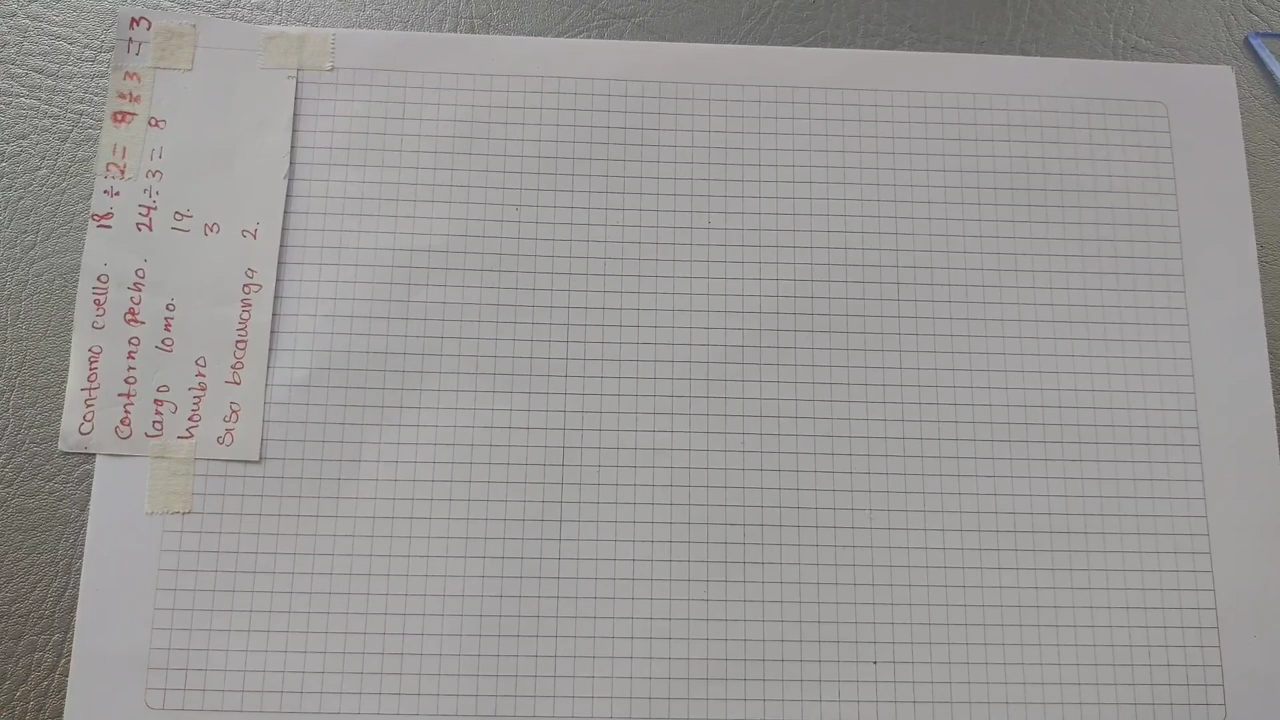 . contorno cuello. 18. ÷ 2 = 9 ÷ 3 = 3
contorno pecho. 24. ÷ 3 = 8
largo lomo. 19.
hombro 3
siso bocamanga 2.